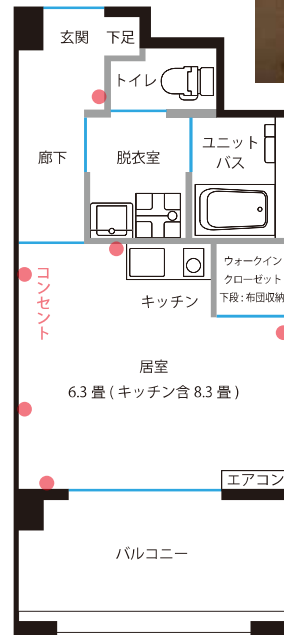 玄関 下足
トイレ
廊下
脱衣室
ユニット
バス
コンセント
ウォークイン
クローゼット
下段:布団収納
キッチン
居室
6.3 畳 ( キッチン含 8.3 畳 )
エアコン
バルコニー